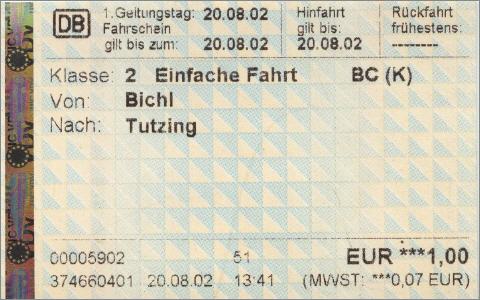 DB 1.Geltungstag: 20.08.02 Hinfahrt Rückfahrt
Fahrschein gilt bis: frühestens:
gilt bis zum: 20.08.02 20.08.02 --------
Klasse: 2 Einfache Fahrt BC (K)
Von: Bichl
Nach: Tutzing
00005902 51 EUR ***1,00
374660401 20.08.02 13:41 (MWST: ***0,07 EUR)